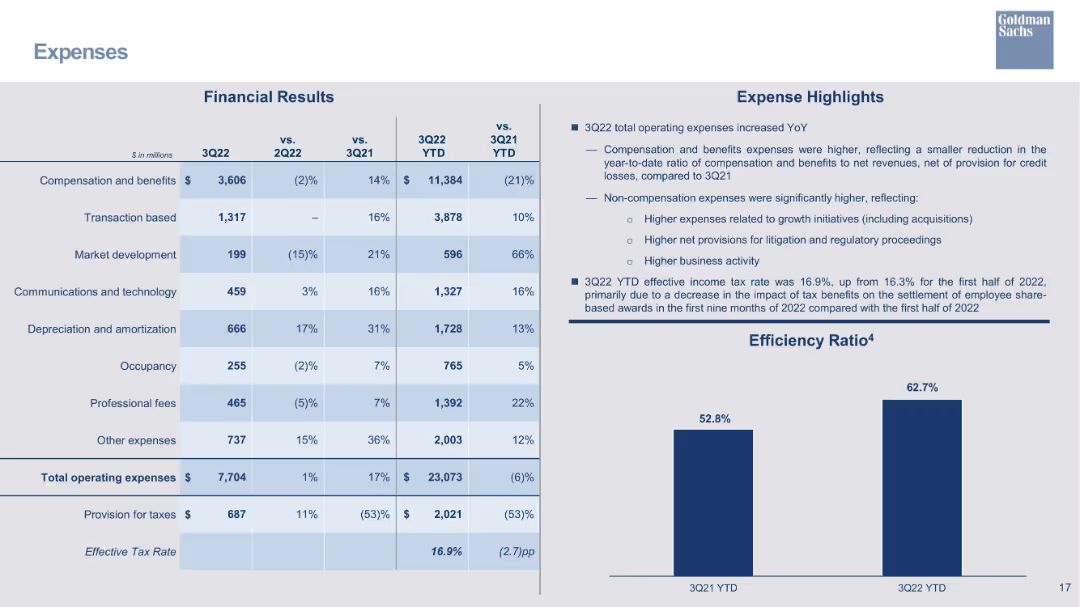 Goldman
Sachs
Expenses
Financial Results
$ in millions 3Q22 vs. 2Q22 vs. 3Q21 3Q22 YTD vs. 3Q21 YTD
Compensation and benefits $ 3,606 (2)% 14% $ 11,384 (21)%
Transaction based 1,317 – 16% 3,878 10%
Market development 199 (15)% 21% 596 66%
Communications and technology 459 3% 16% 1,327 16%
Depreciation and amortization 666 17% 31% 1,728 13%
Occupancy 255 (2)% 7% 765 5%
Professional fees 465 (5)% 7% 1,392 22%
Other expenses 737 15% 36% 2,003 12%
Total operating expenses $ 7,704 1% 17% $ 23,073 (6)%
Provision for taxes $ 687 11% (53)% $ 2,021 (53)%
Effective Tax Rate 16.9% (2.7)pp
Expense Highlights
■ 3Q22 total operating expenses increased YoY
— Compensation and benefits expenses were higher, reflecting a smaller reduction in the
year-to-date ratio of compensation and benefits to net revenues, net of provision for credit
losses, compared to 3Q21
— Non-compensation expenses were significantly higher, reflecting:
o Higher expenses related to growth initiatives (including acquisitions)
o Higher net provisions for litigation and regulatory proceedings
o Higher business activity
■ 3Q22 YTD effective income tax rate was 16.9%, up from 16.3% for the first half of 2022,
primarily due to a decrease in the impact of tax benefits on the settlement of employee share-
based awards in the first nine months of 2022 compared with the first half of 2022
Efficiency Ratio⁴
52.8%
62.7%
3Q21 YTD
3Q22 YTD
17